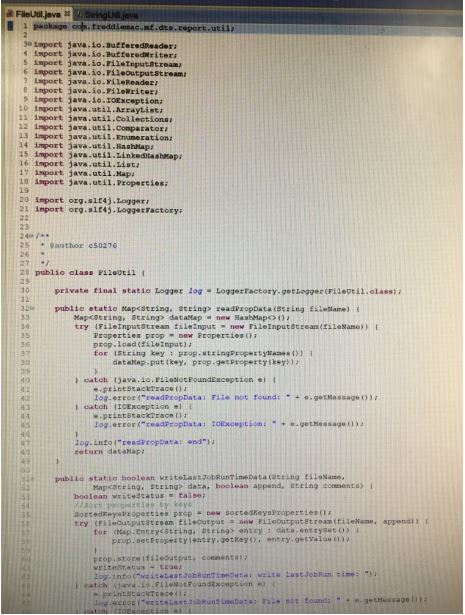 FileUtil.java StringUtil.java
1 package com.freddiemac.mf.dts.report.util;
2
3 import java.io.BufferedReader;
4 import java.io.BufferedWriter;
5 import java.io.FileInputStream;
6 import java.io.FileOutputStream;
7 import java.io.FileReader;
8 import java.io.FileWriter;
9 import java.io.IOException;
10 import java.util.ArrayList;
11 import java.util.Collections;
12 import java.util.Comparator;
13 import java.util.Enumeration;
14 import java.util.HashMap;
15 import java.util.LinkedHashMap;
16 import java.util.List;
17 import java.util.Map;
18 import java.util.Properties;
19
20 import org.slf4j.Logger;
21 import org.slf4j.LoggerFactory;
22
23
24 /**
25 * @author c50276
26 *
27 */
28 public class FileUtil {
29
30 private final static Logger log = LoggerFactory.getLogger(FileUtil.class);
31
32 public static Map<String, String> readPropData(String fileName) {
33 Map<String, String> dataMap = new HashMap<>();
34 try (FileInputStream fileInput = new FileInputStream(fileName)) {
35 Properties prop = new Properties();
36 prop.load(fileInput);
37 for (String key : prop.stringPropertyNames()) {
38 dataMap.put(key, prop.getProperty(key));
39 }
40 } catch (java.io.FileNotFoundException e) {
41 e.printStackTrace();
42 log.error("readPropData: File not found: " + e.getMessage());
43 } catch (IOException e) {
44 e.printStackTrace();
45 log.error("readPropData: IOException: " + e.getMessage());
46 }
47 log.info("readPropData: end");
48 return dataMap;
49 }
50
51 public static boolean writeLastJobRunTimeData(String fileName,
52 Map<String, String> data, boolean append, String comments) {
53 boolean writeStatus = false;
54 //Sort properties by keys
55 SortedKeysProperties prop = new SortedKeysProperties();
56 try (FileOutputStream fileOutput = new FileOutputStream(fileName, append)) {
57 for (Map.Entry<String, String> entry : data.entrySet()) {
58 prop.setProperty(entry.getKey(), entry.getValue());
59 }
60 prop.store(fileOutput, comments);
61 writeStatus = true;
62 log.info("writeLastJobRunTimeData: write lastJobRun time: ");
63 } catch (java.io.FileNotFoundException e) {
64 e.printStackTrace();
65 log.error("writeLastJobRunTimeData: File not found: " + e.getMessage());
66 } catch (IOException e) {